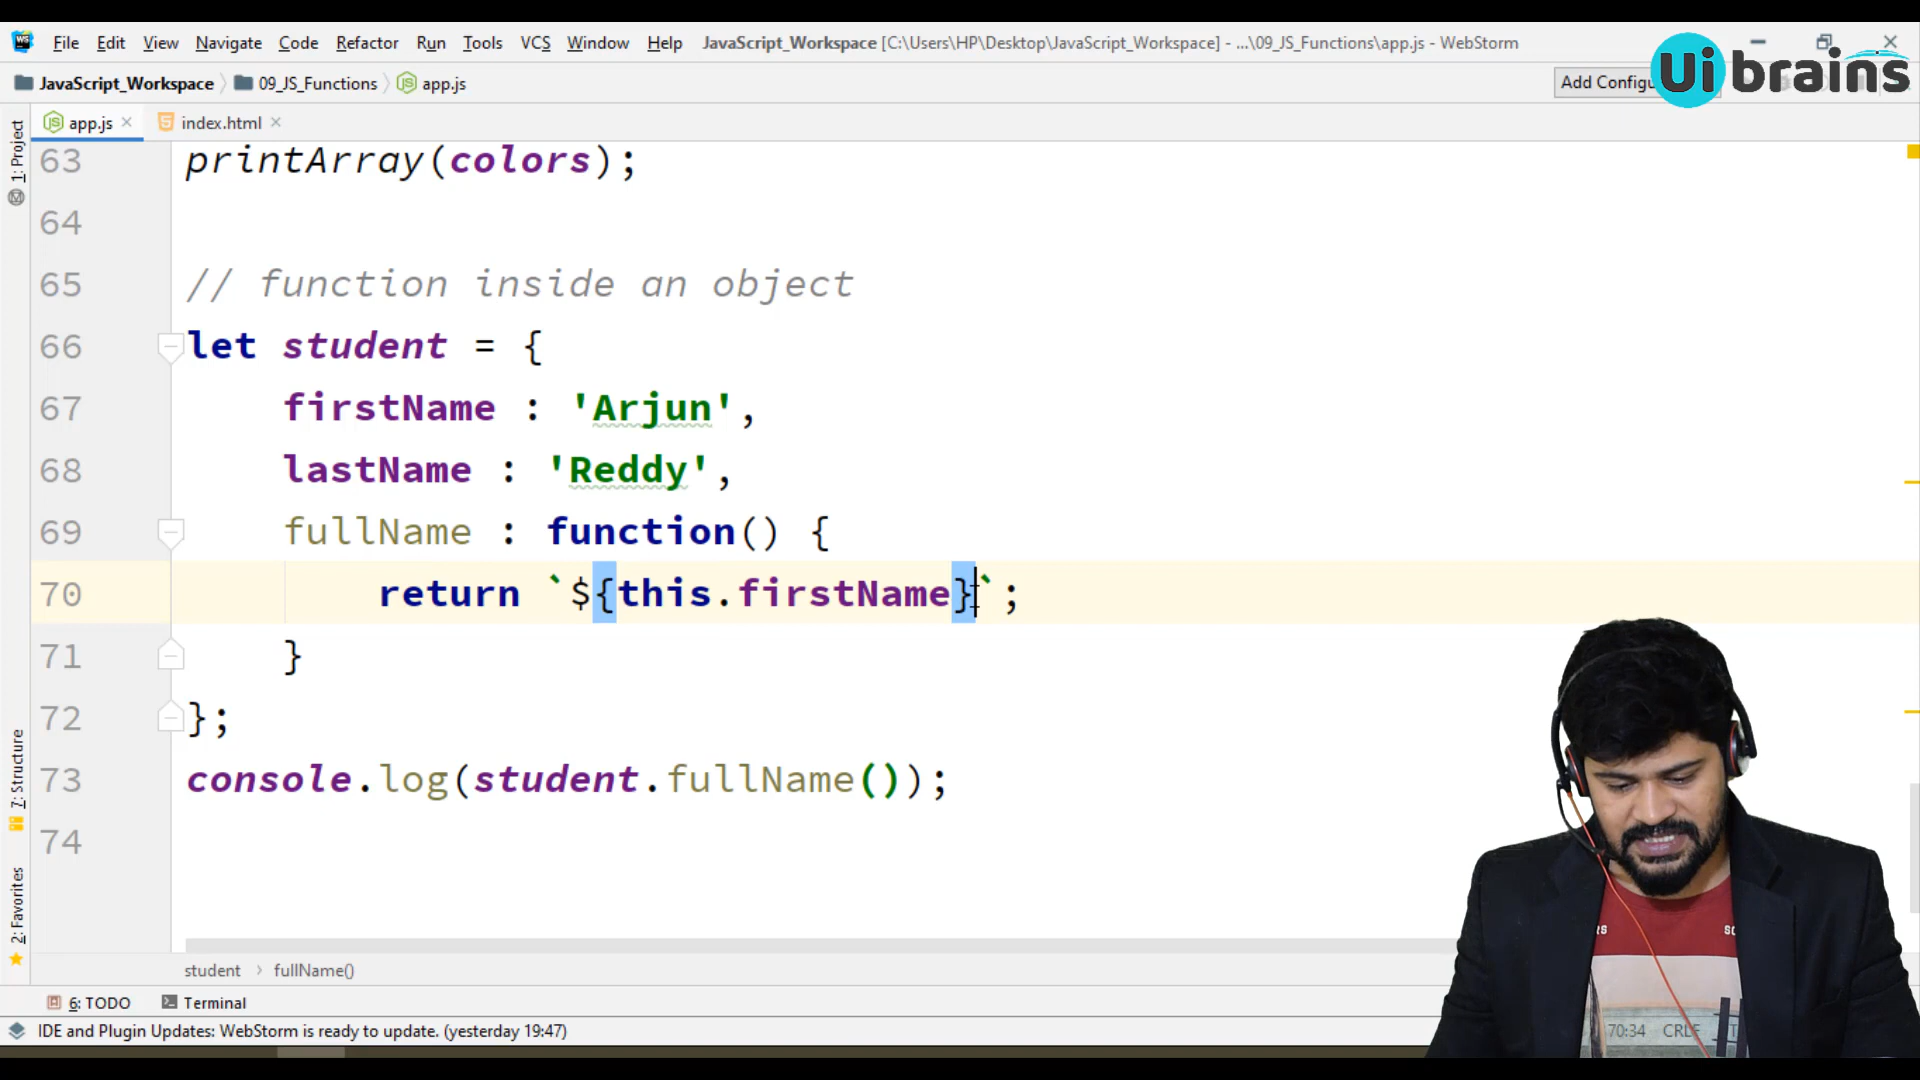 File Edit View Navigate Code Refactor Run Tools VCS Window Help JavaScript_Workspace [C:\Users\HP\Desktop\JavaScript_Workspace] - ...\09_JS_Functions\app.js - WebStorm
JavaScript_Workspace 09_JS_Functions app.js Add Configu
Ui brains
app.js index.html
1: Project
7: Structure
2: Favorites
63 printArray(colors);
64
65 // function inside an object
66 let student = {
67 firstName : 'Arjun',
68 lastName : 'Reddy',
69 fullName : function() {
70 return `${this.firstName}`;
71 }
72 };
73 console.log(student.fullName());
74
student › fullName()
6: TODO Terminal
IDE and Plugin Updates: WebStorm is ready to update. (yesterday 19:47)
70:34 CRLF